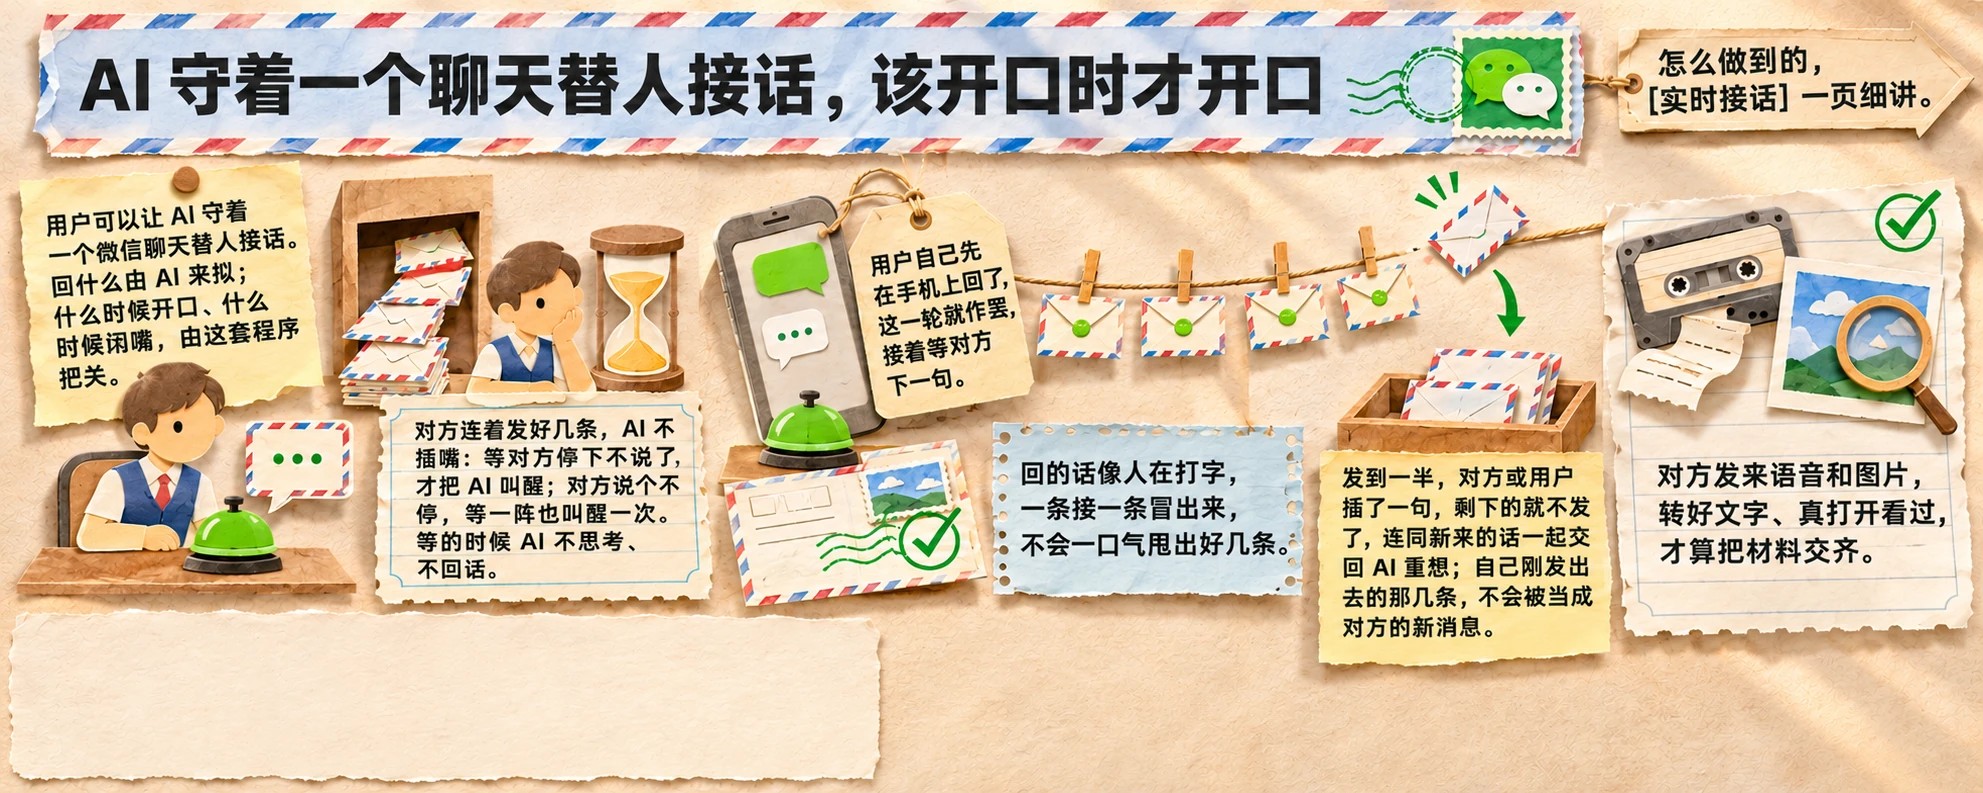 AI 守着一个聊天替人接话，该开口时才开口
怎么做到的，
[实时接话] 一页细讲。
用户可以让 AI 守着
一个微信聊天替人接话。
回什么由 AI 来拟；
什么时候开口、什么
时候闭嘴，由这套程序
把关。
对方连着发好几条，AI 不
插嘴：等对方停下不说了，
才把 AI 叫醒；对方说个不
停，等一阵也叫醒一次。
等的时候 AI 不思考、
不回话。
用户自己先
在手机上回了，
这一轮就作罢，
接着等对方
下一句。
回的话像人在打字，
一条接一条冒出来，
不会一口气甩出好几条。
发到一半，对方或用户
插了一句，剩下的就不发
了，连同新来的话一起交
回 AI 重想；自己刚发出
去的那几条，不会被当成
对方的新消息。
对方发来语音和图片，
转好文字、真打开看过，
才算把材料交齐。